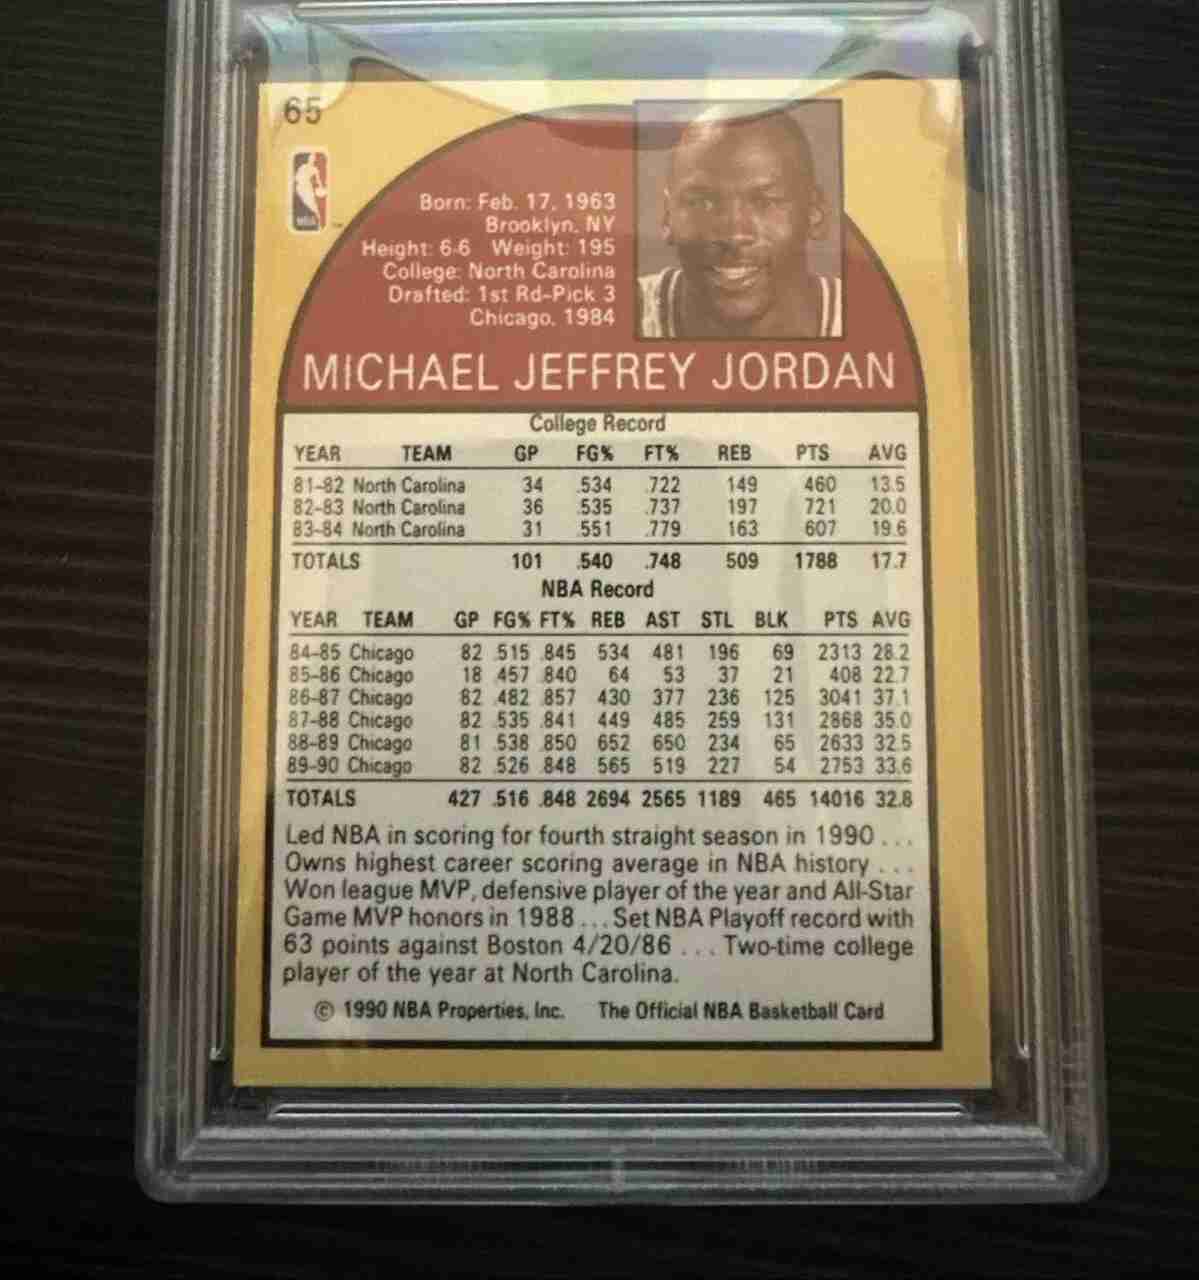 65
NBA
Born: Feb. 17, 1963
Brooklyn, NY
Height: 6-6 Weight: 195
College: North Carolina
Drafted: 1st Rd-Pick 3
Chicago, 1984
MICHAEL JEFFREY JORDAN
College Record
YEAR TEAM GP FG% FT% REB PTS AVG
81-82 North Carolina 34 .534 .722 149 460 13.5
82-83 North Carolina 36 .535 .737 197 721 20.0
83-84 North Carolina 31 .551 .779 163 607 19.6
TOTALS 101 .540 .748 509 1788 17.7
NBA Record
YEAR TEAM GP FG% FT% REB AST STL BLK PTS AVG
84-85 Chicago 82 .515 .845 534 481 196 69 2313 28.2
85-86 Chicago 18 .457 .840 64 53 37 21 408 22.7
86-87 Chicago 82 .482 .857 430 377 236 125 3041 37.1
87-88 Chicago 82 .535 .841 449 485 259 131 2868 35.0
88-89 Chicago 81 .538 .850 652 650 234 65 2633 32.5
89-90 Chicago 82 .526 .848 565 519 227 54 2753 33.6
TOTALS 427 .516 .848 2694 2565 1189 465 14016 32.8
Led NBA in scoring for fourth straight season in 1990 ...
Owns highest career scoring average in NBA history ...
Won league MVP, defensive player of the year and All-Star
Game MVP honors in 1988 ... Set NBA Playoff record with
63 points against Boston 4/20/86 ... Two-time college
player of the year at North Carolina.
© 1990 NBA Properties, Inc. The Official NBA Basketball Card